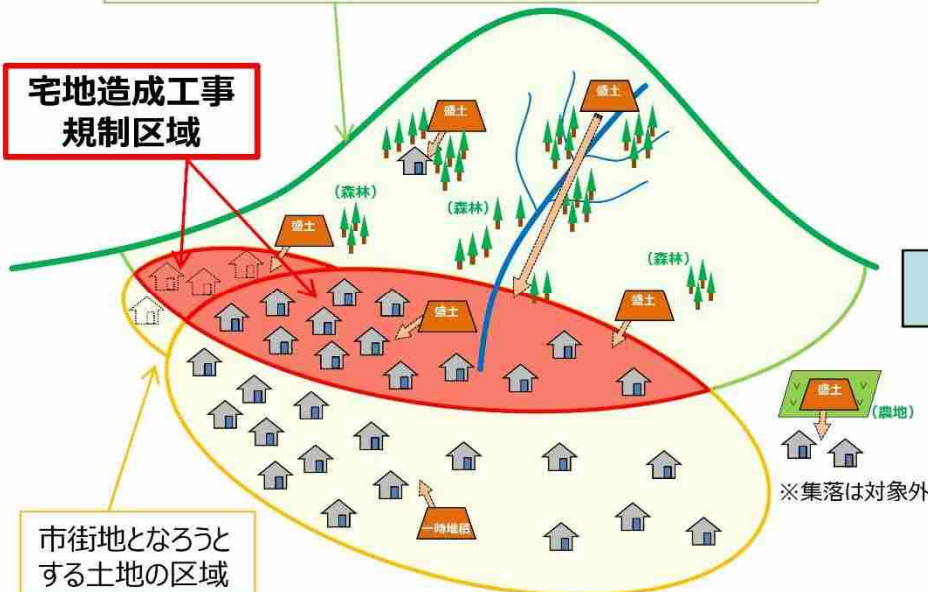 宅地造成工事
規制区域
盛土
盛土
(森林)
(森林)
盛土
(森林)
盛土
盛土
盛土
(農地)
※集落は対象外
一時堆積
市街地となろうと
する土地の区域